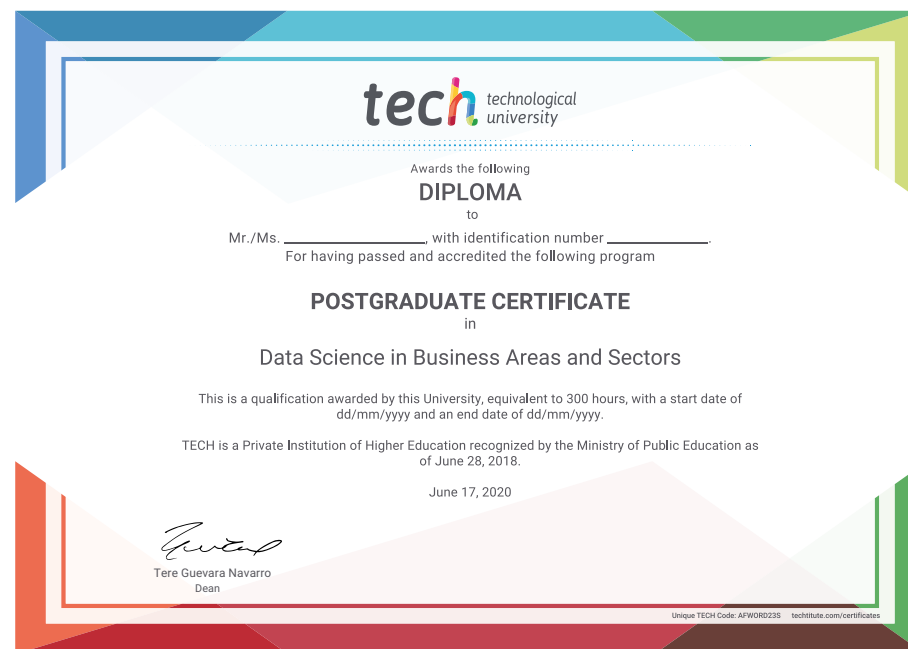 tech technological
university
Awards the following
DIPLOMA
to
Mr./Ms. ____________, with identification number ____________.
For having passed and accredited the following program
POSTGRADUATE CERTIFICATE
in
Data Science in Business Areas and Sectors
This is a qualification awarded by this University, equivalent to 300 hours, with a start date of
dd/mm/yyyy and an end date of dd/mm/yyyy.
TECH is a Private Institution of Higher Education recognized by the Ministry of Public Education as
of June 28, 2018.
June 17, 2020
Tere Guevara Navarro
Dean
Unique TECH Code: AFWORD23S techtitute.com/certificates